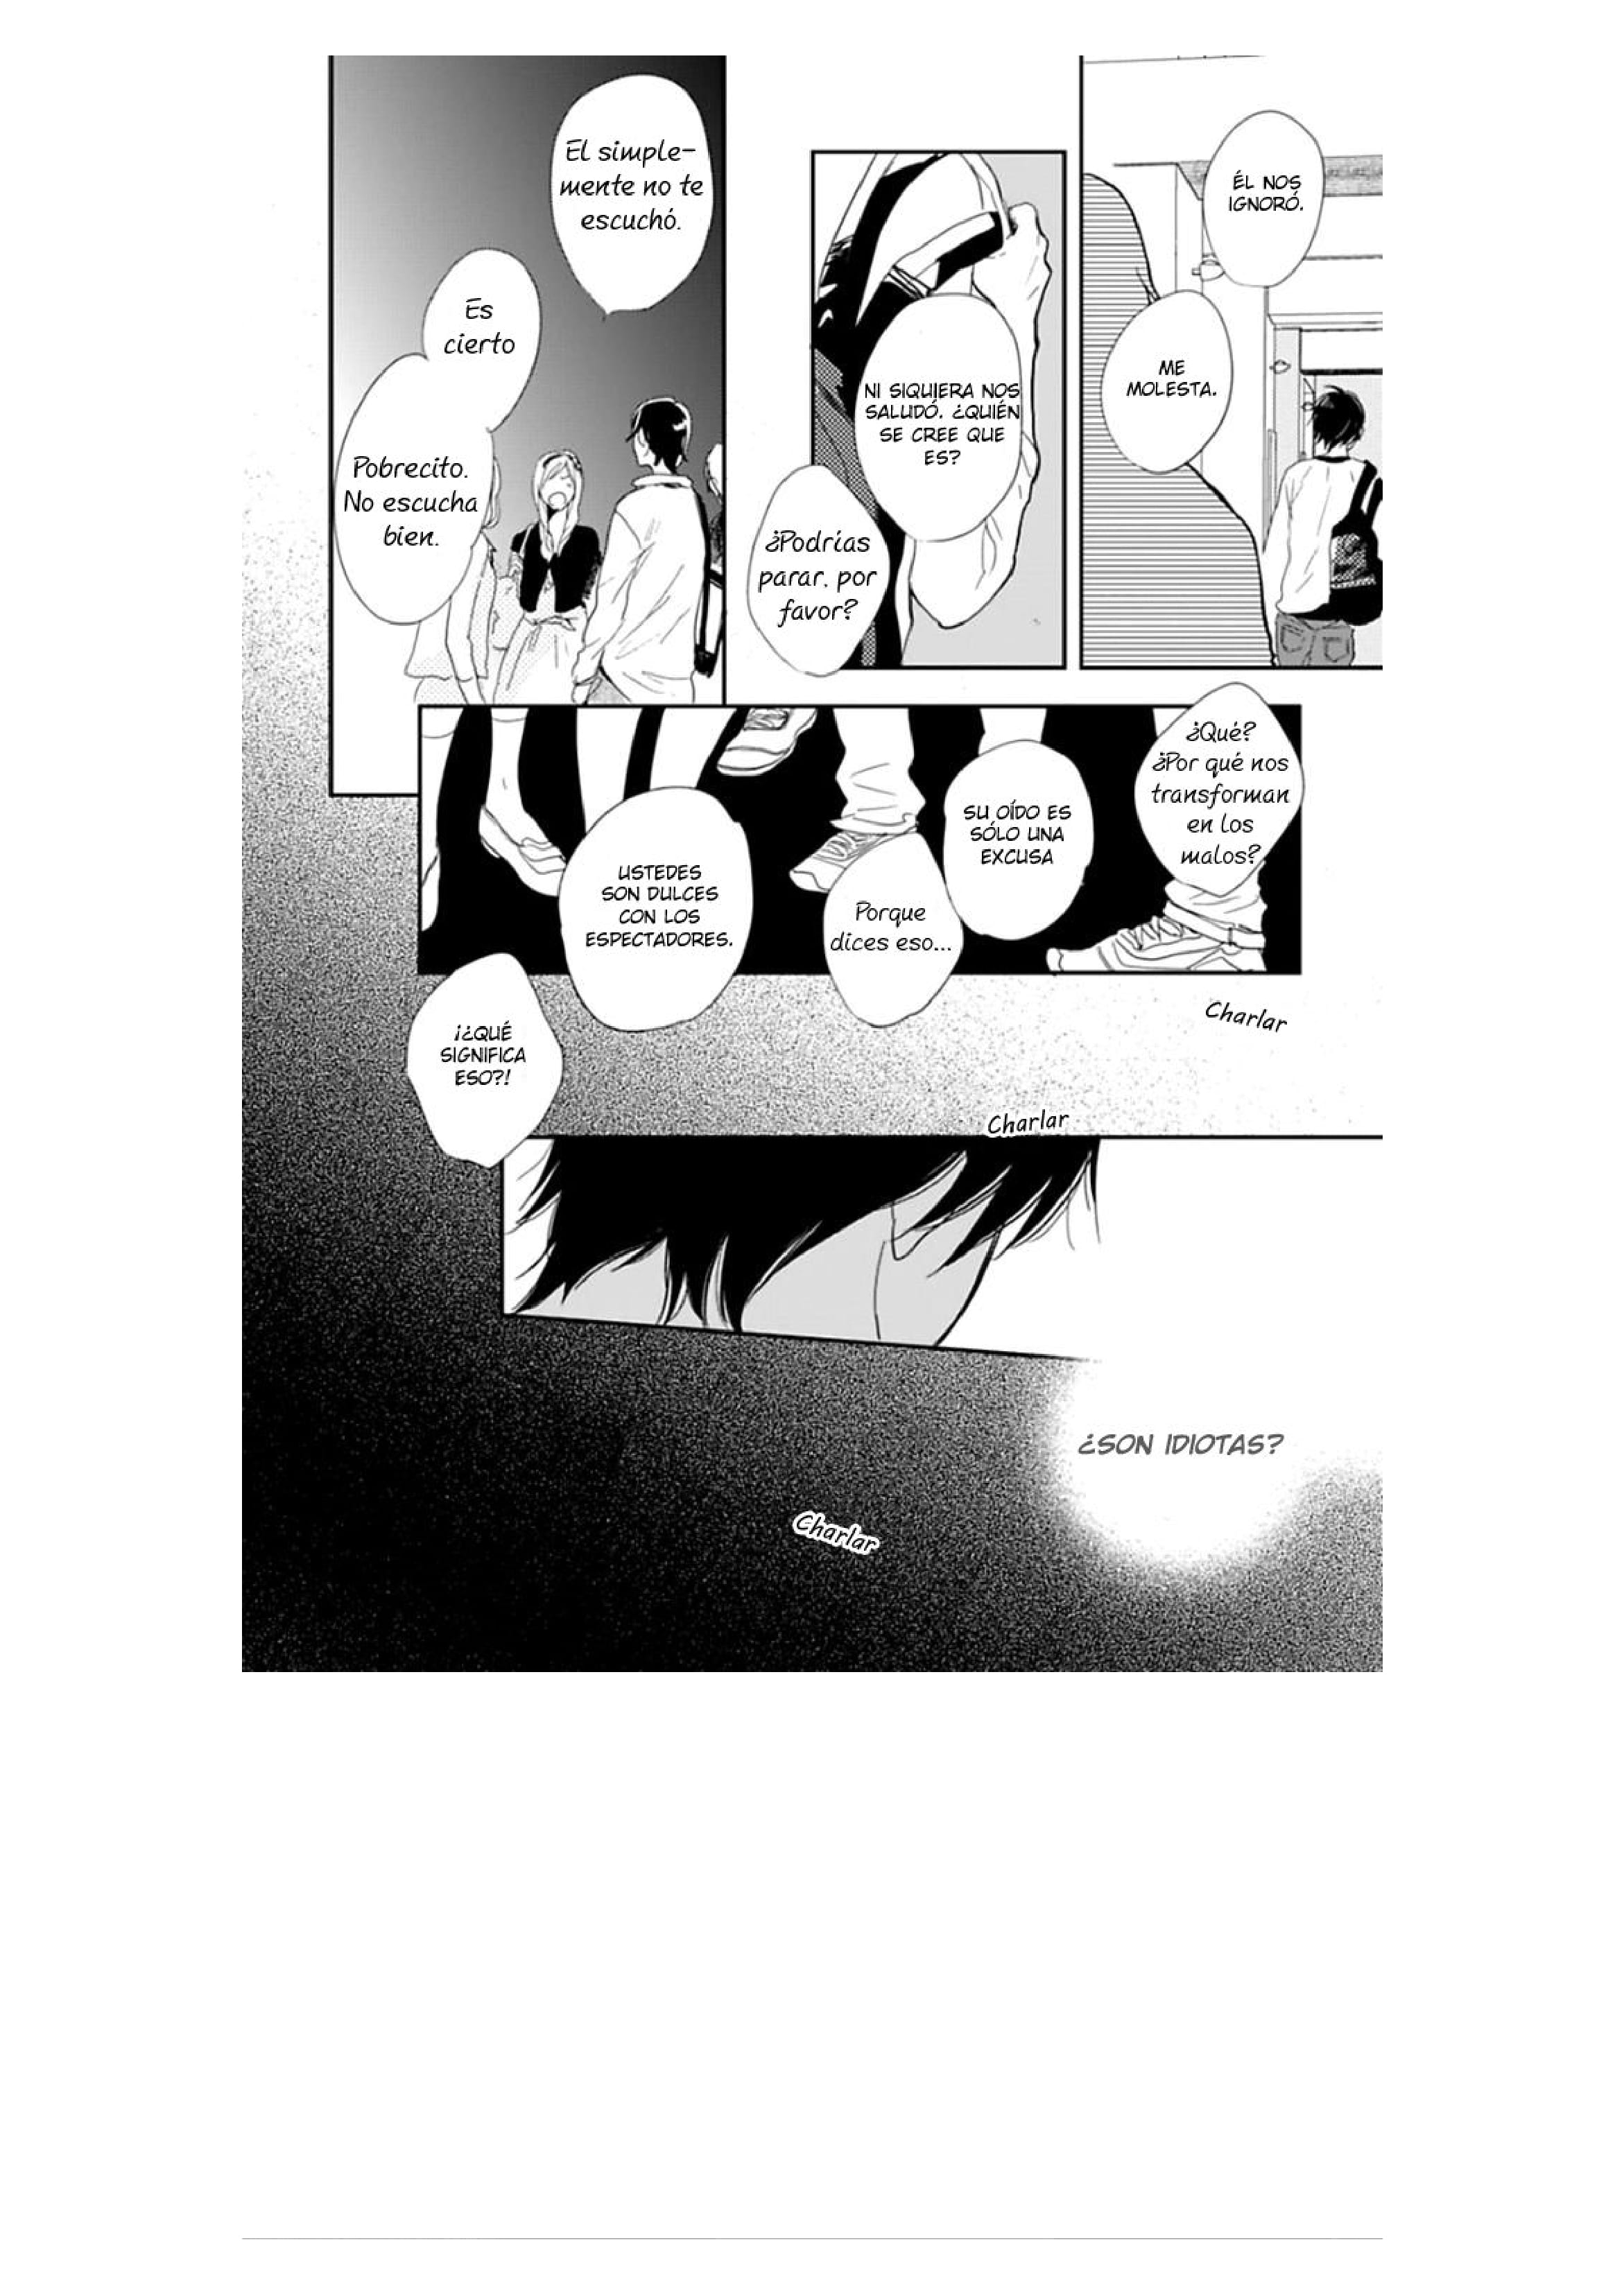 ÉL NOS
IGNORÓ.
ME
MOLESTA.
NI SIQUIERA NOS
SALUDÓ. ¿QUIÉN
SE CREE QUE
ES?
¿Podrías
parar, por
favor?
El simple-
mente no te
escuchó.
Es
cierto
Pobrecito.
No escucha
bien.
¿Qué?
¿Por qué nos
transforman
en los
malos?
SU OÍDO ES
SÓLO UNA
EXCUSA
Porque
dices eso...
USTEDES
SON DULCES
CON LOS
ESPECTADORES.
¡¿QUÉ
SIGNIFICA
ESO?!
Charlar
Charlar
¿SON IDIOTAS?
Charlar